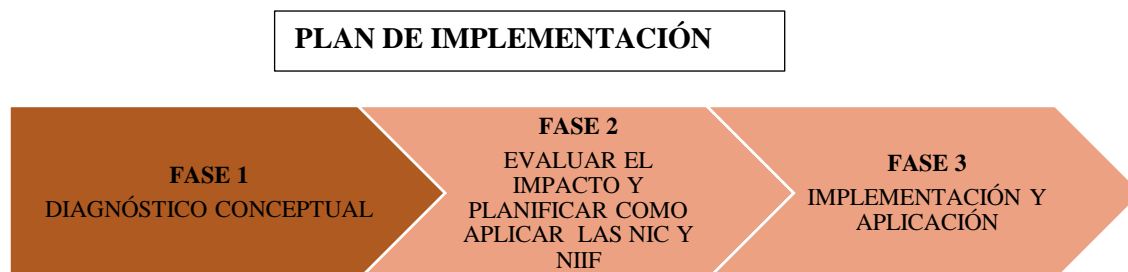 PLAN DE IMPLEMENTACIÓN
FASE 1
DIAGNÓSTICO CONCEPTUAL
FASE 2
EVALUAR EL
IMPACTO Y
PLANIFICAR COMO
APLICAR LAS NIC Y
NIIF
FASE 3
IMPLEMENTACIÓN Y
APLICACIÓN